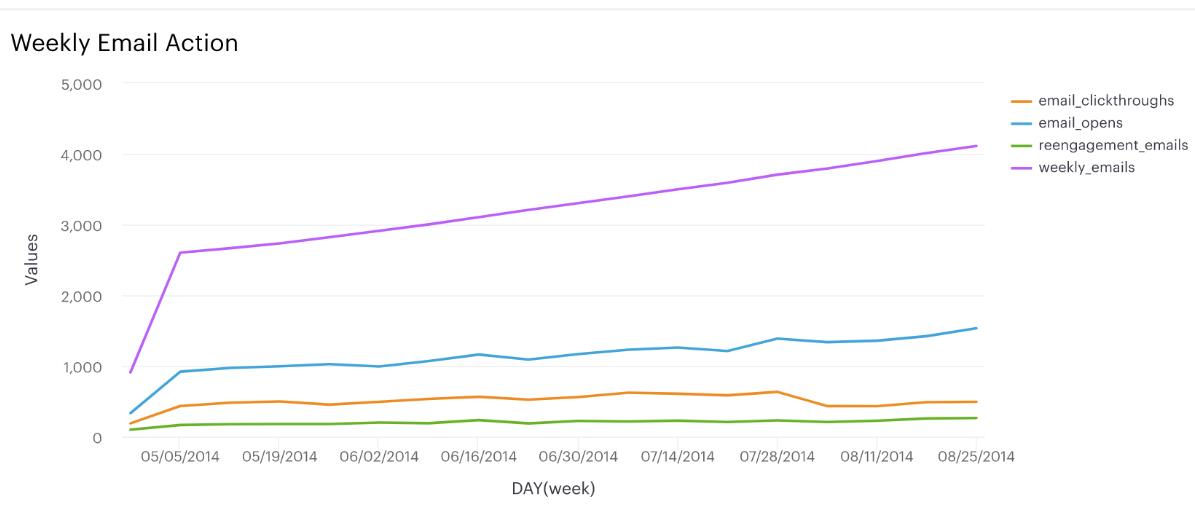 Weekly Email Action
5,000
4,000
3,000
2,000
1,000
0
Values
05/05/2014 05/19/2014 06/02/2014 06/16/2014 06/30/2014 07/14/2014 07/28/2014 08/11/2014 08/25/2014
DAY(week)
email_clickthroughs
email_opens
reengagement_emails
weekly_emails